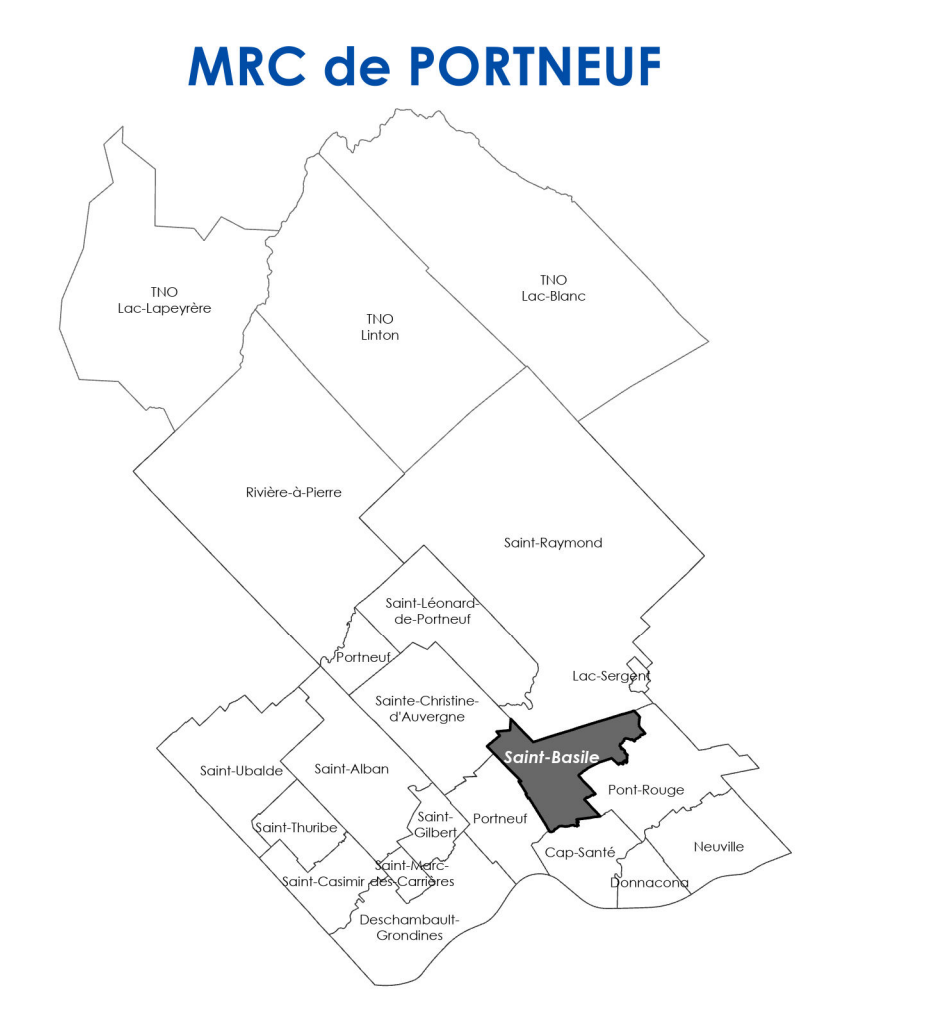 MRC de PORTNEUF
TNO
Lac-Blanc
TNO
Lac-Lapeyrère
TNO
Linton
Rivière-à-Pierre
Saint-Raymond
Saint-Léonard-
de-Portneuf
Portneuf
Lac-Sergent
Sainte-Christine-
d'Auvergne
Saint-Basile
Saint-Ubalde
Saint-Alban
Pont-Rouge
Saint-
Gilbert
Portneuf
Saint-Thuribe
Neuville
Cap-Santé
Saint-Marc-
des-Carrières
Saint-Casimir
Donnacona
Deschambault-
Grondines